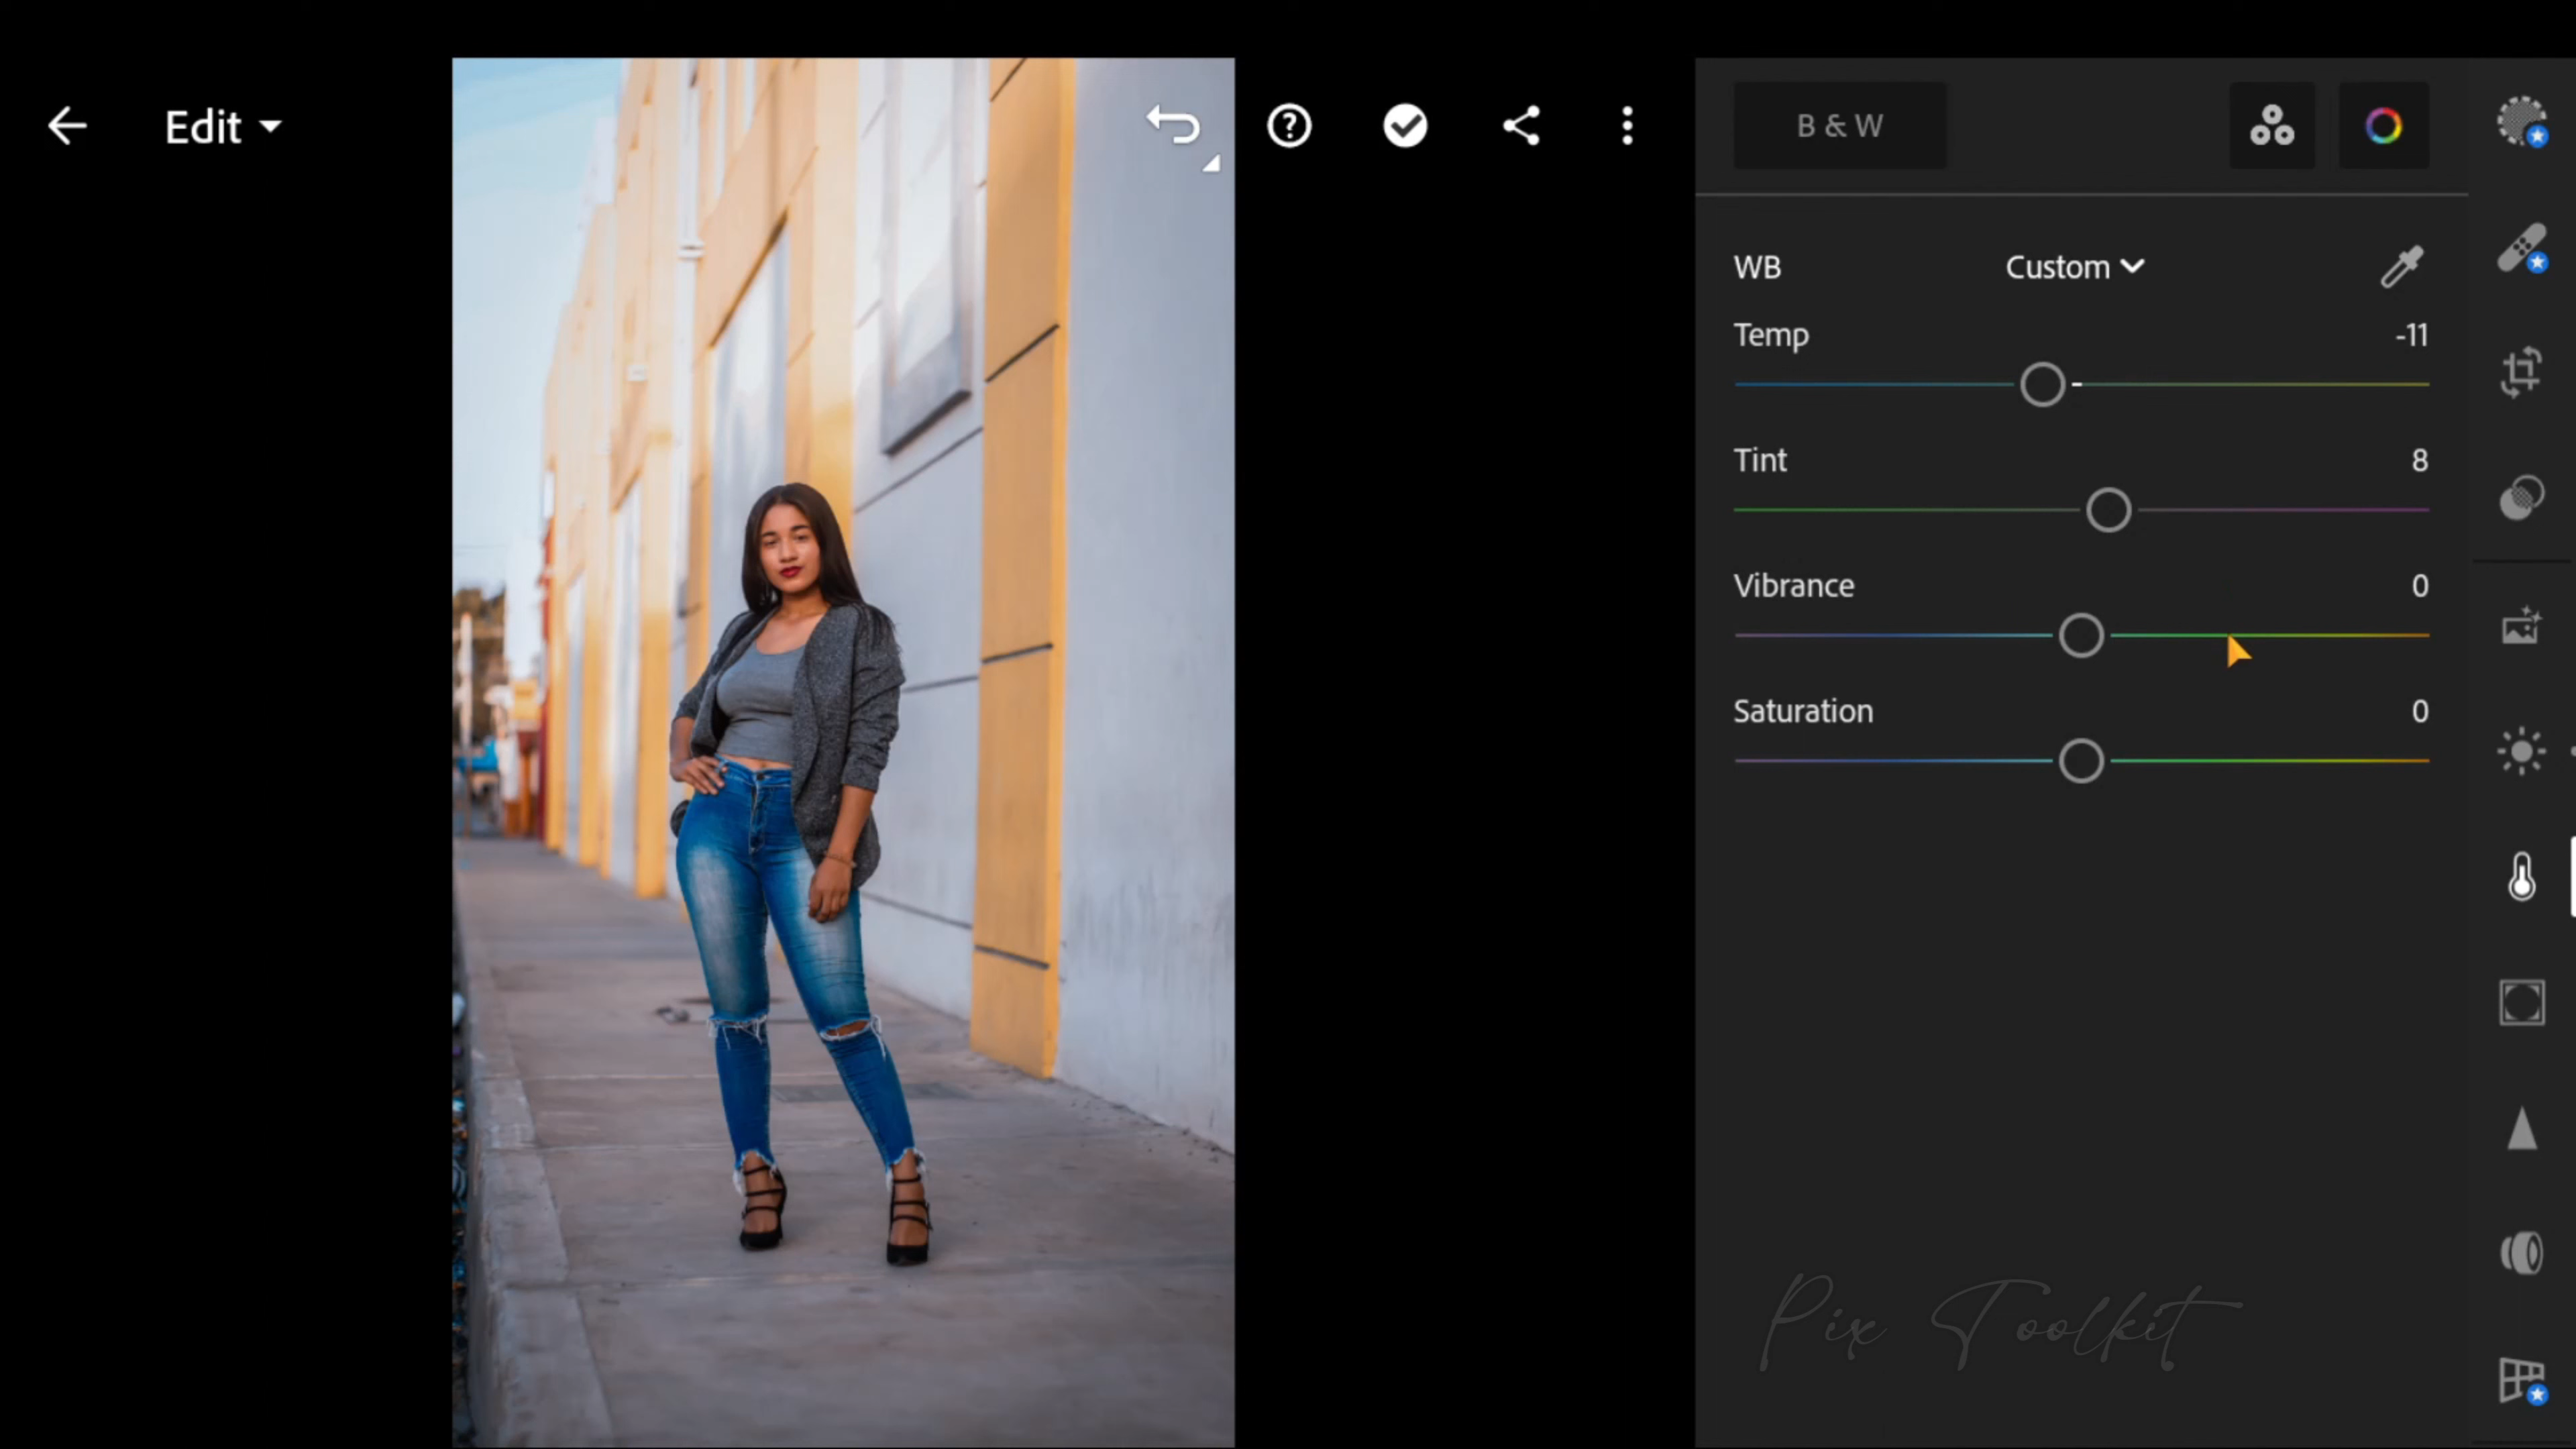 Edit
B & W
WB Custom
Temp -11
Tint 8
Vibrance 0
Saturation 0
Pix Toolkit